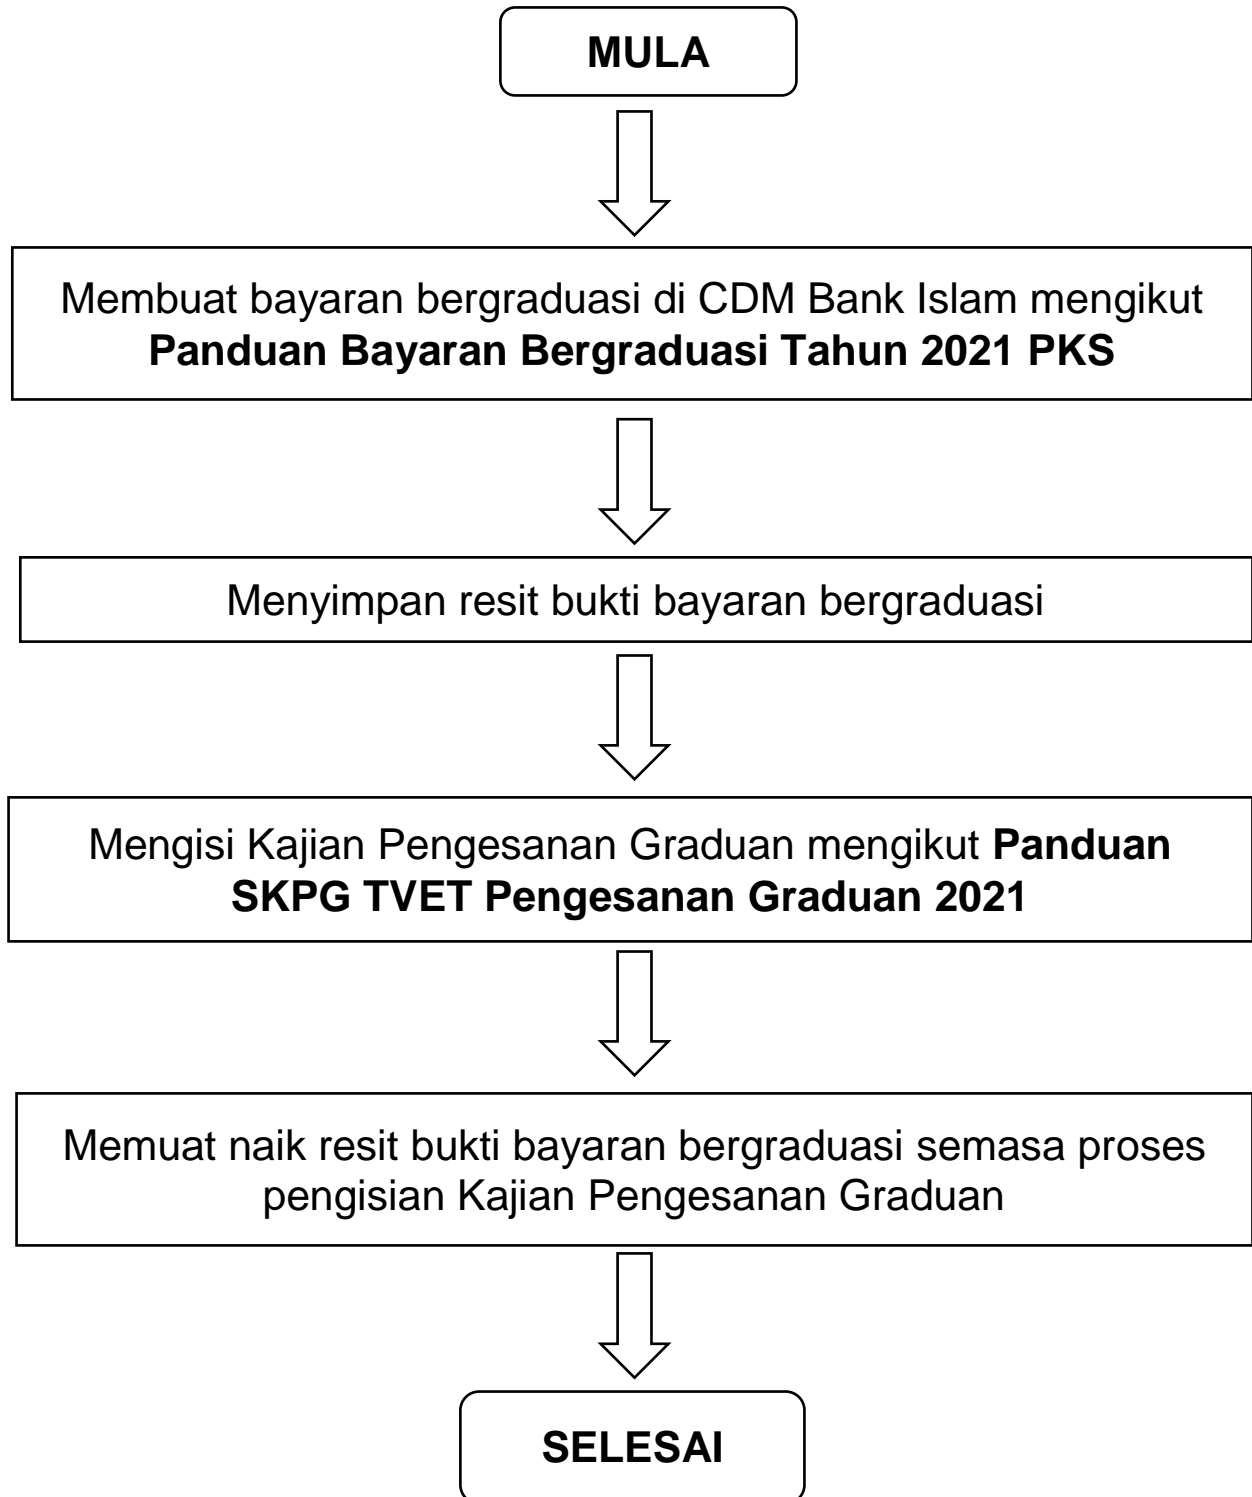 MULA
Membuat bayaran bergraduasi di CDM Bank Islam mengikut
Panduan Bayaran Bergraduasi Tahun 2021 PKS
Menyimpan resit bukti bayaran bergraduasi
Mengisi Kajian Pengesanan Graduan mengikut Panduan
SKPG TVET Pengesanan Graduan 2021
Memuat naik resit bukti bayaran bergraduasi semasa proses
pengisian Kajian Pengesanan Graduan
SELESAI